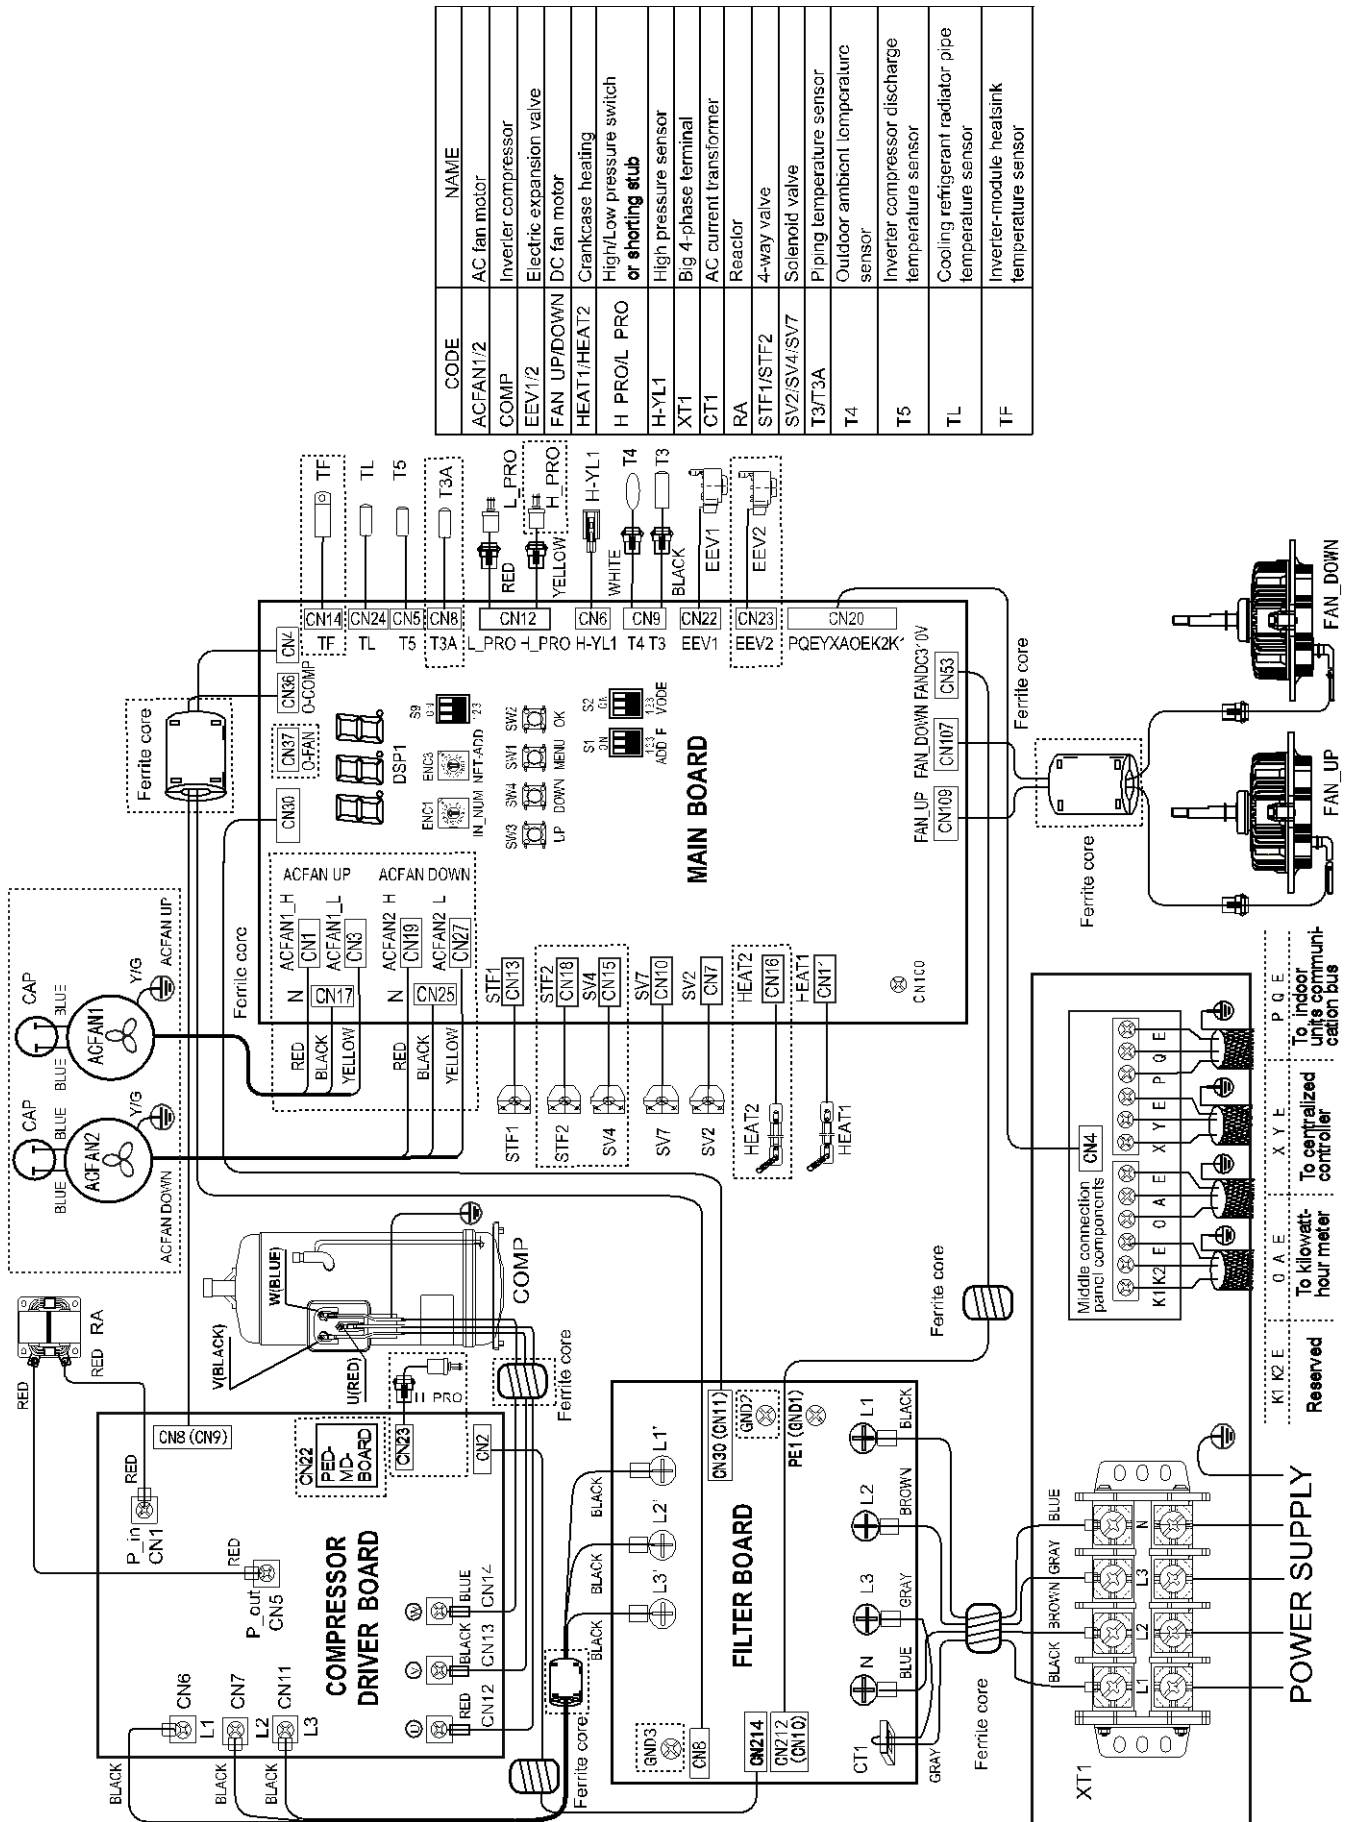 CODE NAME
ACFAN1/2 AC fan motor
COMP Inverter compressor
EEV1/2 Electric expansion valve
FAN UP/DOWN DC fan motor
HEAT1/HEAT2 Crankcase heating
H PRO/L PRO High/Low pressure switch
or shorting stub
H-YL1 High pressure sensor
XT1 Big 4-phase terminal
CT1 AC current transformer
RA Reactor
STF1/STF2 4-way valve
SV2/SV4/SV7 Solenoid valve
T3/T3A Piping temperature sensor
T4 Outdoor ambient temperature
sensor
T5 Inverter compressor discharge
temperature sensor
TL Cooling refrigerant radiator pipe
temperature sensor
TF Inverter-module heatsink
temperature sensor
TF TL T5 T3A L_PRO H_PRO H-YL1 T4 T3 EEV1 EEV2
RED YELLOW WHITE BLACK
CN14 CN24 CN5 CN8 CN12 CN6 CN9 CN22 CN23 CN20
TF TL T5 T3A L_PRO H_PRO H-YL1 T4 T3 EEV1 EEV2 PQEYXAOEK2K1
Ferrite core
CN4
CN36
O-COMP
CN37
O-FAN
CN30
DSP1
S9
ON
123
ENC3
NET-ADD
ENC1
IN_NUM
SW2 OK
SW1 MENU
SW4 DOWN
SW3 UP
S2
ON
123
S1
ON
123
MAIN BOARD
FANDC310V
CN53
FAN_DOWN
CN107
FAN_UP
CN109
Ferrite core
Ferrite core
FAN_DOWN
FAN_UP
ACFAN UP
ACFAN DOWN
ACFAN1_H
CN1
ACFAN1_L
CN3
N
CN17
ACFAN2 H
CN19
ACFAN2 L
CN27
N
CN25
RED
BLACK
YELLOW
RED
BLACK
YELLOW
Ferrite core
STF1 CN13
STF2 CN18
SV4 CN15
SV7 CN10
SV2 CN7
HEAT2 CN16
HEAT1
CN100
STF1 STF2 SV4 SV7 SV2 HEAT2 HEAT1
CAP
BLUE BLUE
ACFAN1
Y/G
ACFAN UP
CAP
BLUE BLUE
ACFAN2
Y/G
ACFAN DOWN
RED
RED
RA
V(BLACK)
W(BLUE)
U(RED)
COMP
Ferrite core
CN8 (CN9)
RED
P_in
CN1
RED
P_out
CN5
CN22
PED-
MD-
BOARD
CN23
H PRO
CN2
COMPRESSOR
DRIVER BOARD
CN6 L1
CN7 L2
CN11 L3
BLACK
BLACK
BLACK
W BLUE CN14
V BLACK CN13
U RED CN12
Ferrite core
BLACK L1'
BLACK L2'
BLACK L3'
FILTER BOARD
CN30 (CN11)
GND2
PE1 (GND1)
GND3
CN8
CN214
CN212
(CN10)
L1 BLACK
L2 BROWN
L3 GRAY
N BLUE
CT1
GRAY
Ferrite core
Ferrite core
Middle connection
panel components
CN4
K1 K2 E O A E X Y E P Q E
K1 K2 E
Reserved
O A E
To kilowatt-
hour meter
X Y E
To centralized
controller
P Q E
To indoor
units communi-
cation bus
XT1
BLACK BROWN GRAY BLUE
L1 L2 L3 N
POWER SUPPLY